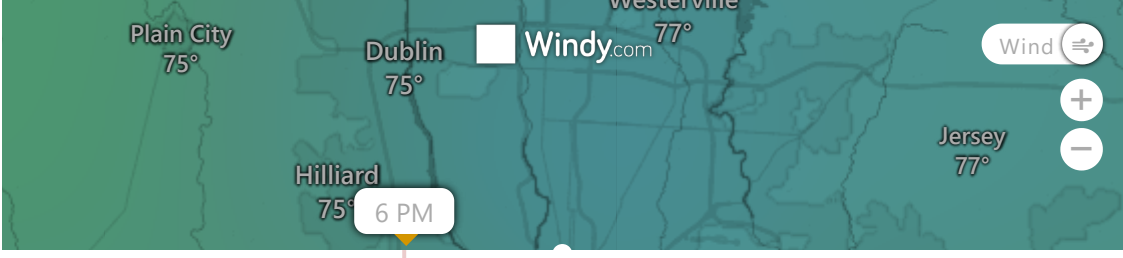 Westerville
77°
Plain City
75°
Dublin
75°
Windy.com
Wind
Jersey
77°
Hilliard
75°
6 PM